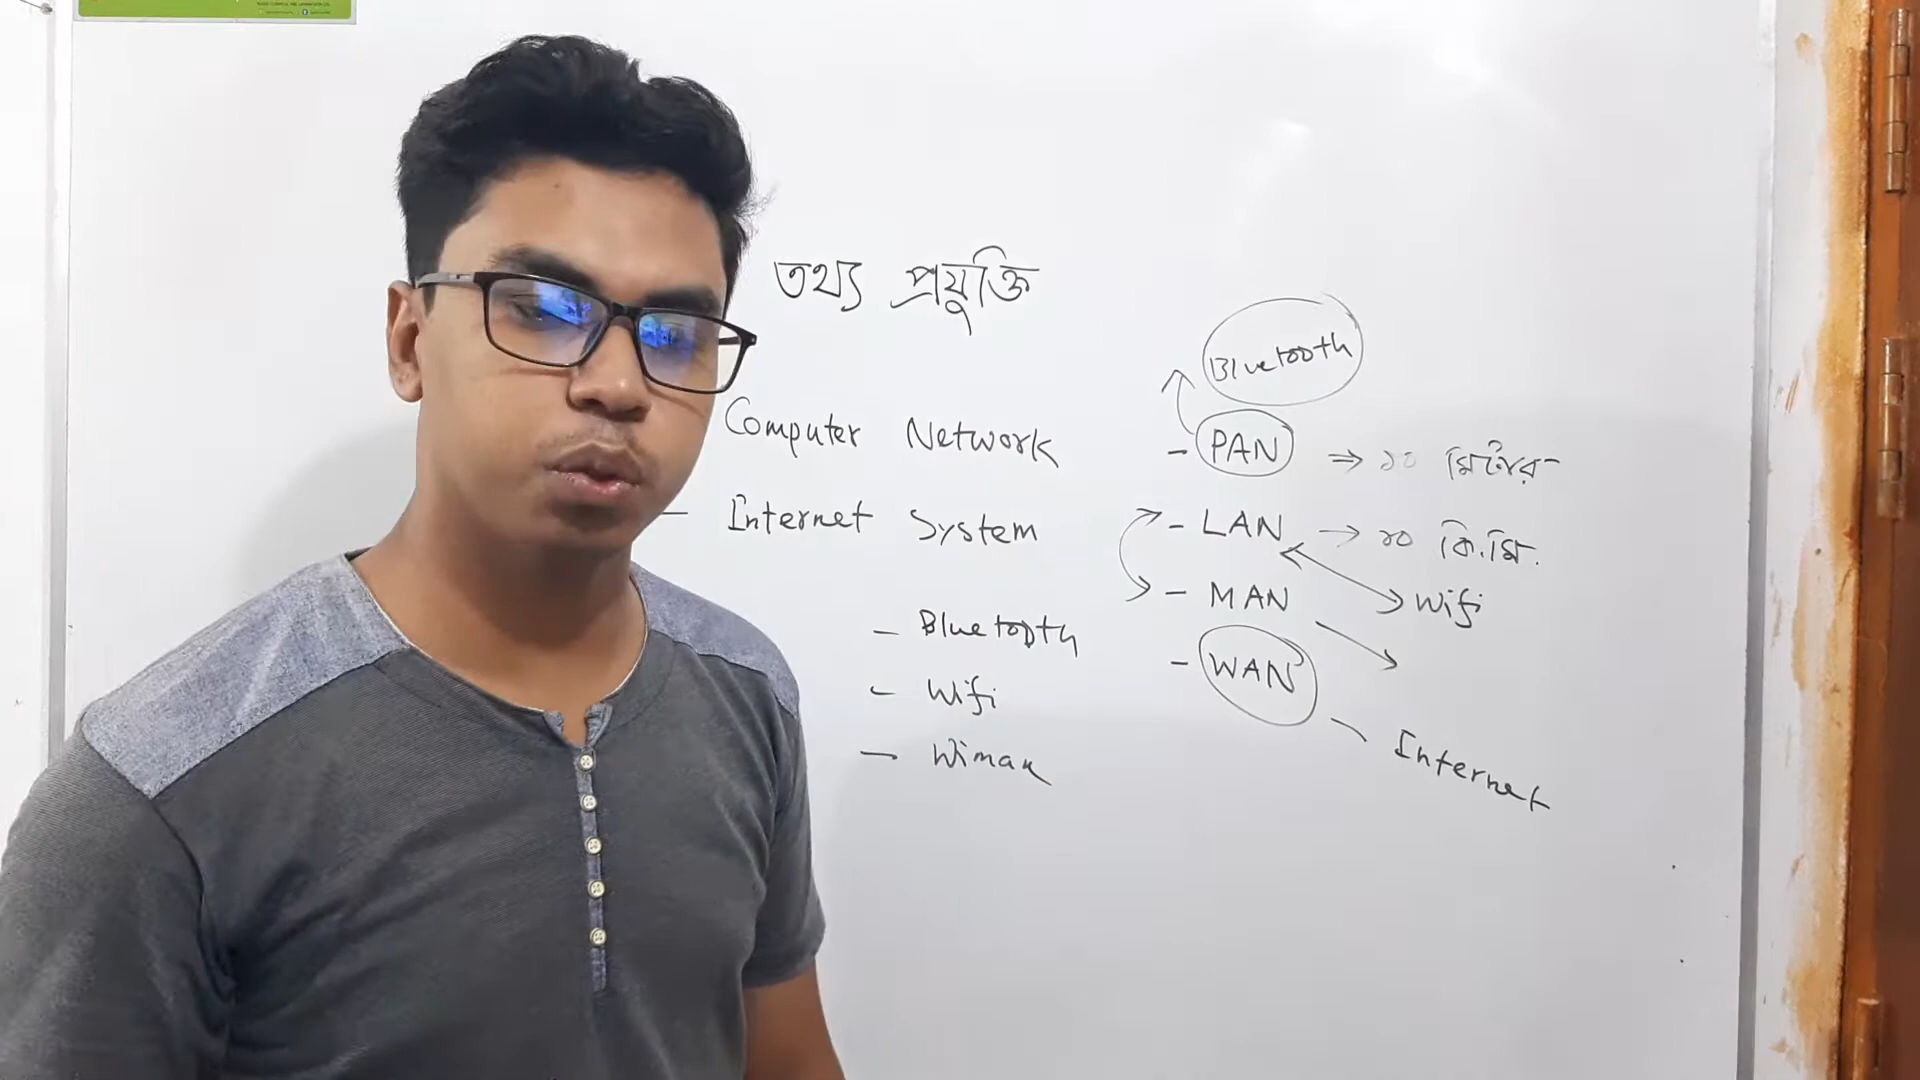 তথ্য প্রযুক্তি
Computer Network
— Internet System
— Bluetooth
— Wifi
— Wimax
Bluetooth
- PAN ⇒ ১০ মিটার
- LAN → ১০ কি.মি.
- MAN
Wifi
- WAN
Internet